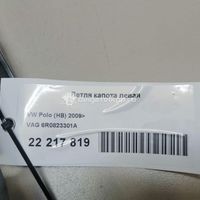 Петля капота левая
VW Polo (HB) 2009>
VAG 6R0823301A
22 217 819